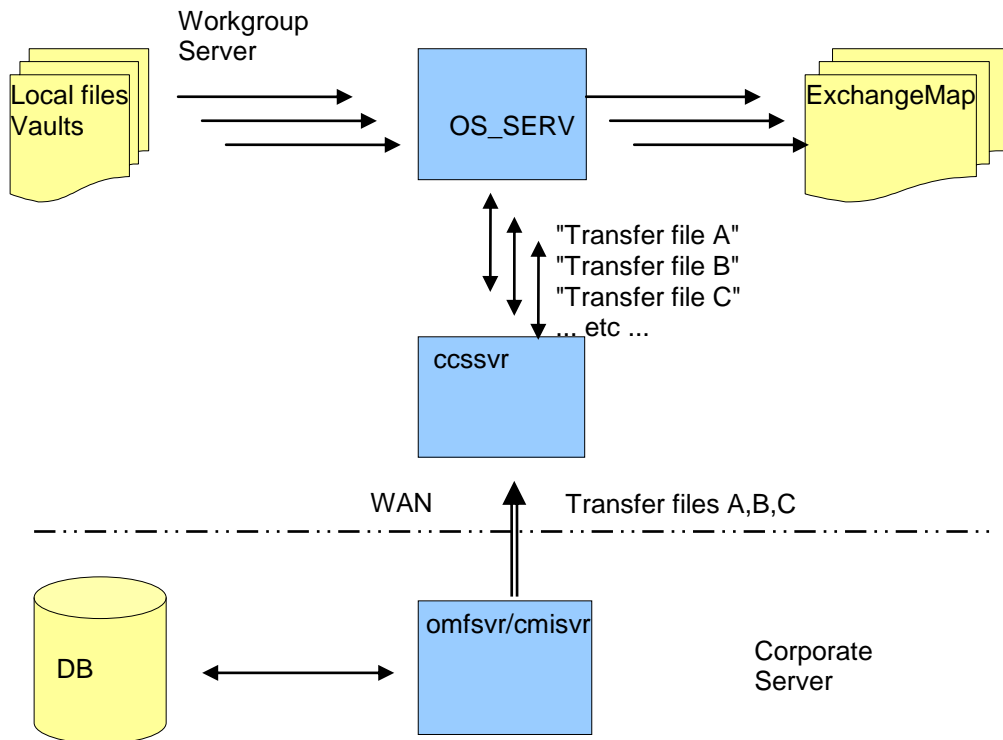 Workgroup
Server
Local files
Vaults
OS_SERV
ExchangeMap
"Transfer file A"
"Transfer file B"
"Transfer file C"
... etc ...
ccssvr
WAN
Transfer files A,B,C
omfsvr/cmisvr
DB
Corporate
Server